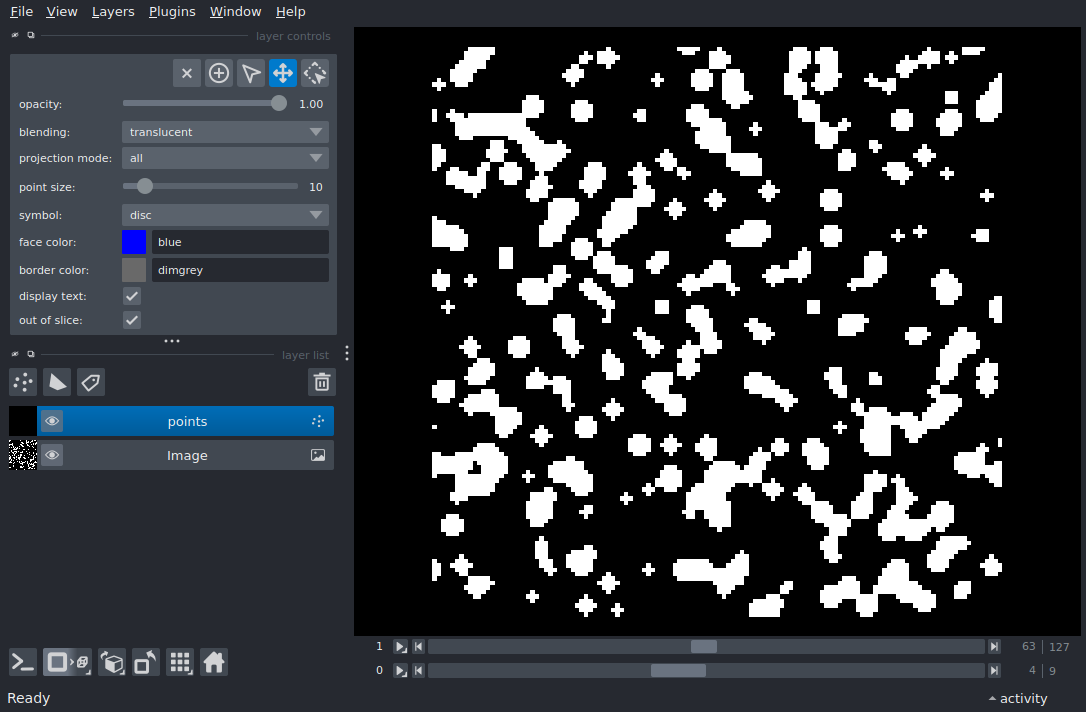 File View Layers Plugins Window Help
layer controls
opacity: 1.00
blending: translucent
projection mode: all
point size: 10
symbol: disc
face color: blue
border color: dimgrey
display text:
out of slice:
layer list
points
Image
1 63 127
0 4 9
Ready activity